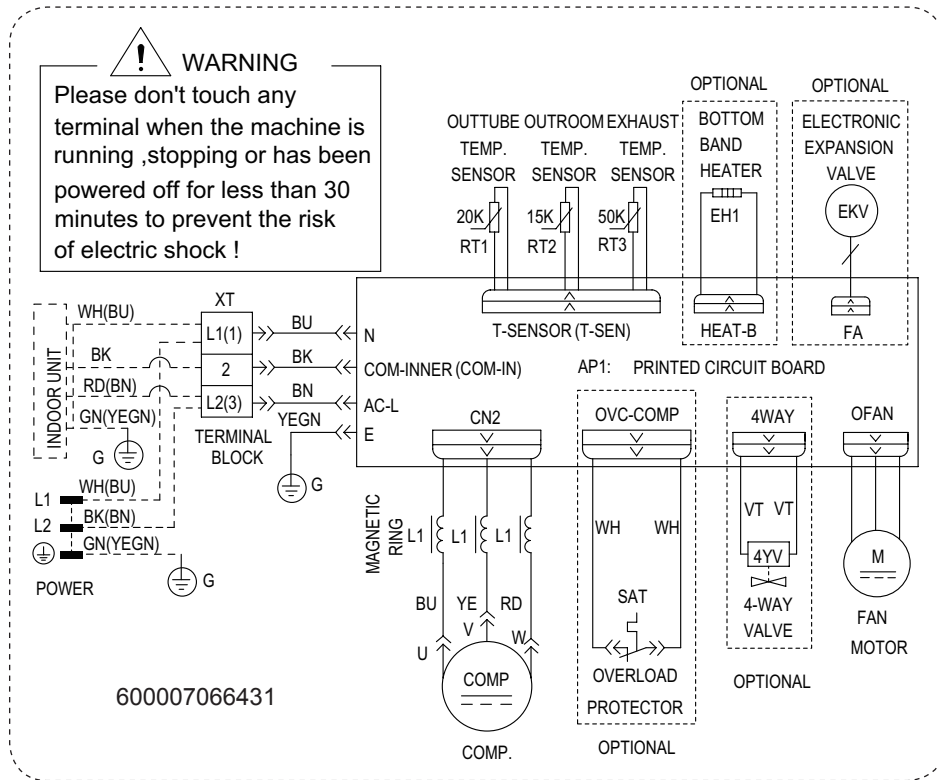 ! WARNING
Please don't touch any
terminal when the machine is
running ,stopping or has been
powered off for less than 30
minutes to prevent the risk
of electric shock !
OUTTUBE OUTROOM EXHAUST
TEMP. TEMP. TEMP.
SENSOR SENSOR SENSOR
20K 15K 50K
RT1 RT2 RT3
T-SENSOR (T-SEN)
OPTIONAL
BOTTOM
BAND
HEATER
EH1
HEAT-B
OPTIONAL
ELECTRONIC
EXPANSION
VALVE
EKV
FA
INDOOR UNIT
WH(BU)
BK
RD(BN)
GN(YEGN)
G
XT
L1(1)
2
L2(3)
TERMINAL
BLOCK
BU
BK
BN
YEGN
G
N
COM-INNER (COM-IN)
AC-L
E
AP1: PRINTED CIRCUIT BOARD
L1
L2
WH(BU)
BK(BN)
GN(YEGN)
G
POWER
CN2
MAGNETIC
RING
L1 L1 L1
BU YE RD
U V W
COMP
COMP.
OVC-COMP
WH WH
SAT
OVERLOAD
PROTECTOR
OPTIONAL
4WAY
VT VT
4YV
4-WAY
VALVE
OPTIONAL
OFAN
M
FAN
MOTOR
600007066431